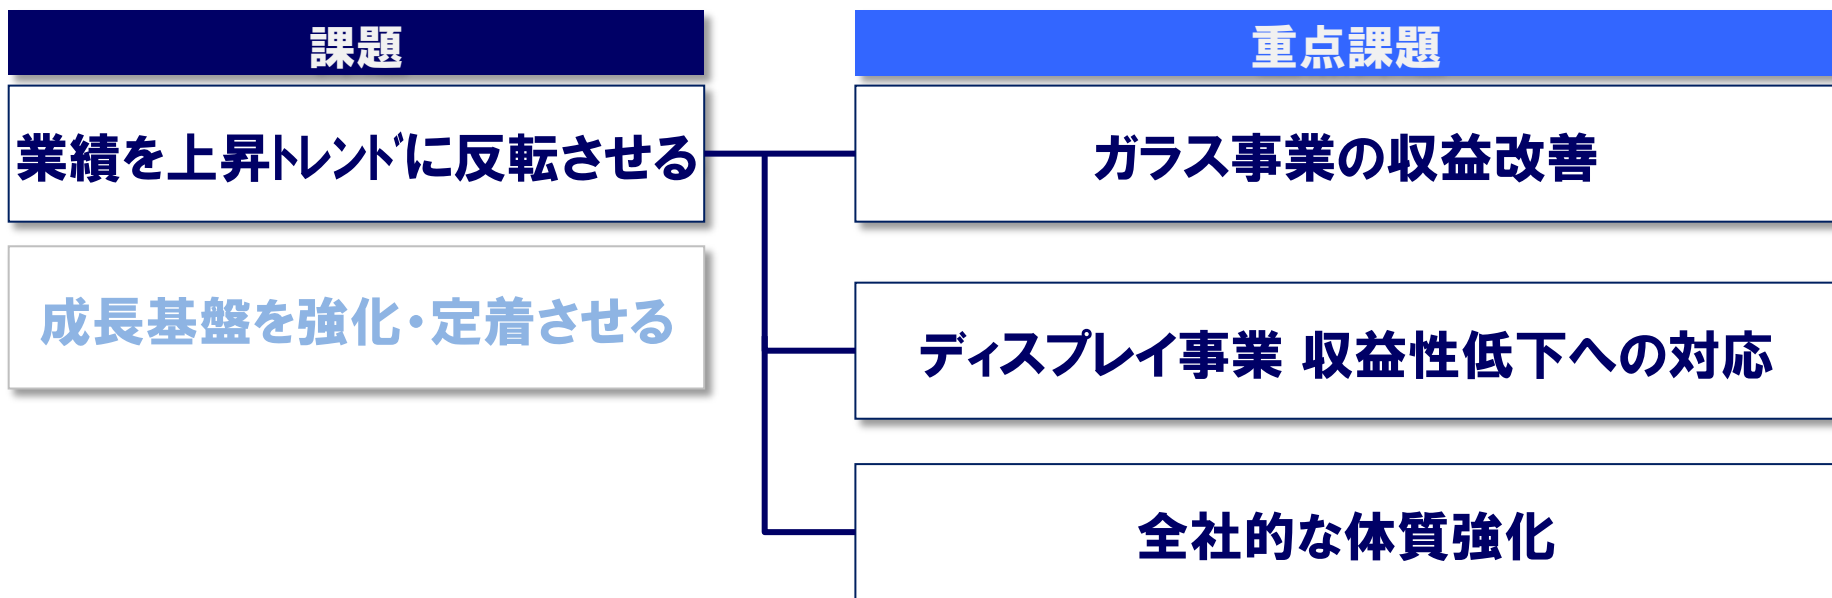 課題
重点課題
業績を上昇ﾄﾚﾝﾄﾞに反転させる
ガラス事業の収益改善
成長基盤を強化・定着させる
ディスプレイ事業 収益性低下への対応
全社的な体質強化